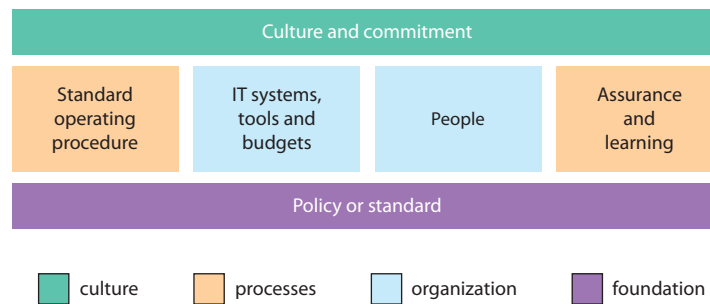 Culture and commitment
Standard
operating
procedure
IT systems,
tools and
budgets
People
Assurance
and
learning
Policy or standard
culture
processes
organization
foundation